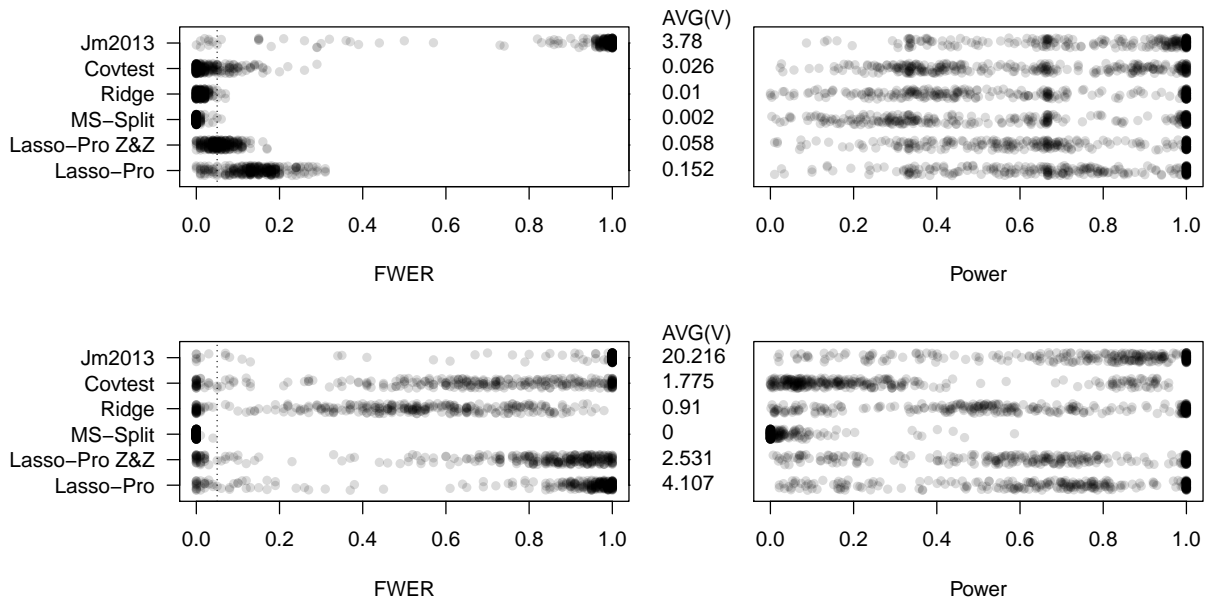 AVG(V)
Jm2013 3.78
Covtest 0.026
Ridge 0.01
MS−Split 0.002
Lasso−Pro Z&Z 0.058
Lasso−Pro 0.152
0.0 0.2 0.4 0.6 0.8 1.0 0.0 0.2 0.4 0.6 0.8 1.0
FWER Power
AVG(V)
Jm2013 20.216
Covtest 1.775
Ridge 0.91
MS−Split 0
Lasso−Pro Z&Z 2.531
Lasso−Pro 4.107
0.0 0.2 0.4 0.6 0.8 1.0 0.0 0.2 0.4 0.6 0.8 1.0
FWER Power